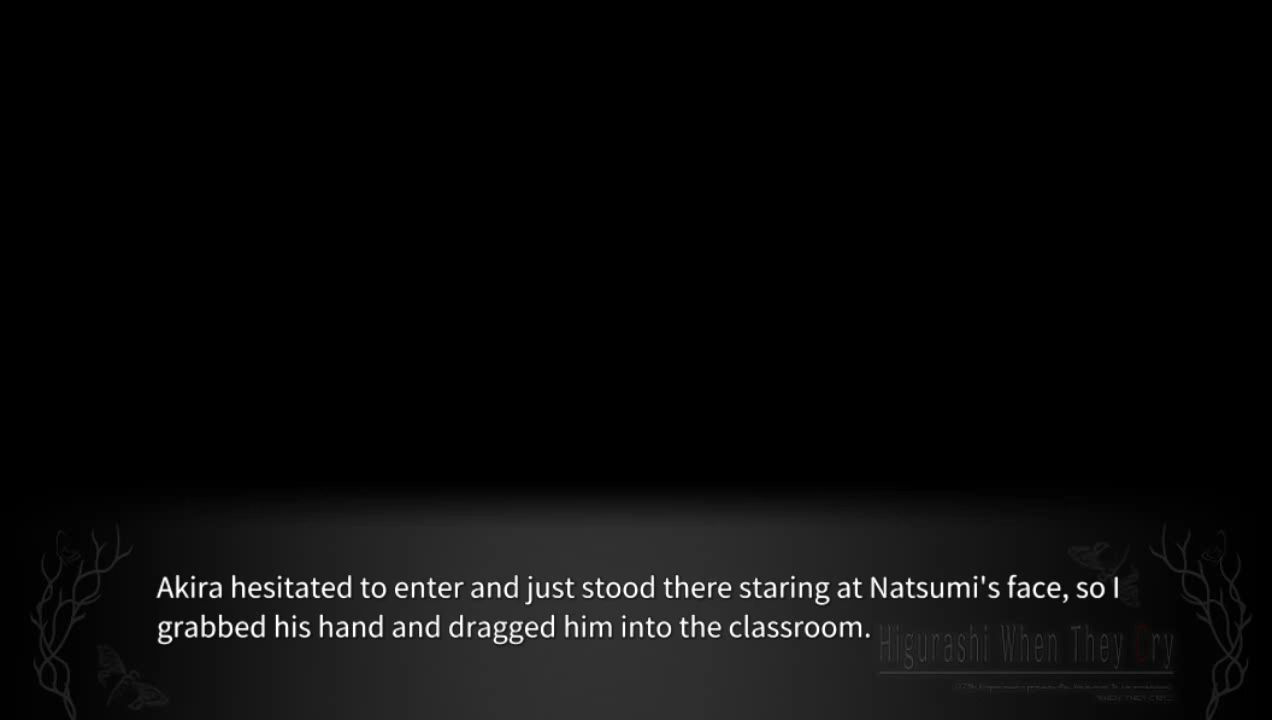 Akira hesitated to enter and just stood there staring at Natsumi's face, so I
grabbed his hand and dragged him into the classroom.
Higurashi When They Cry